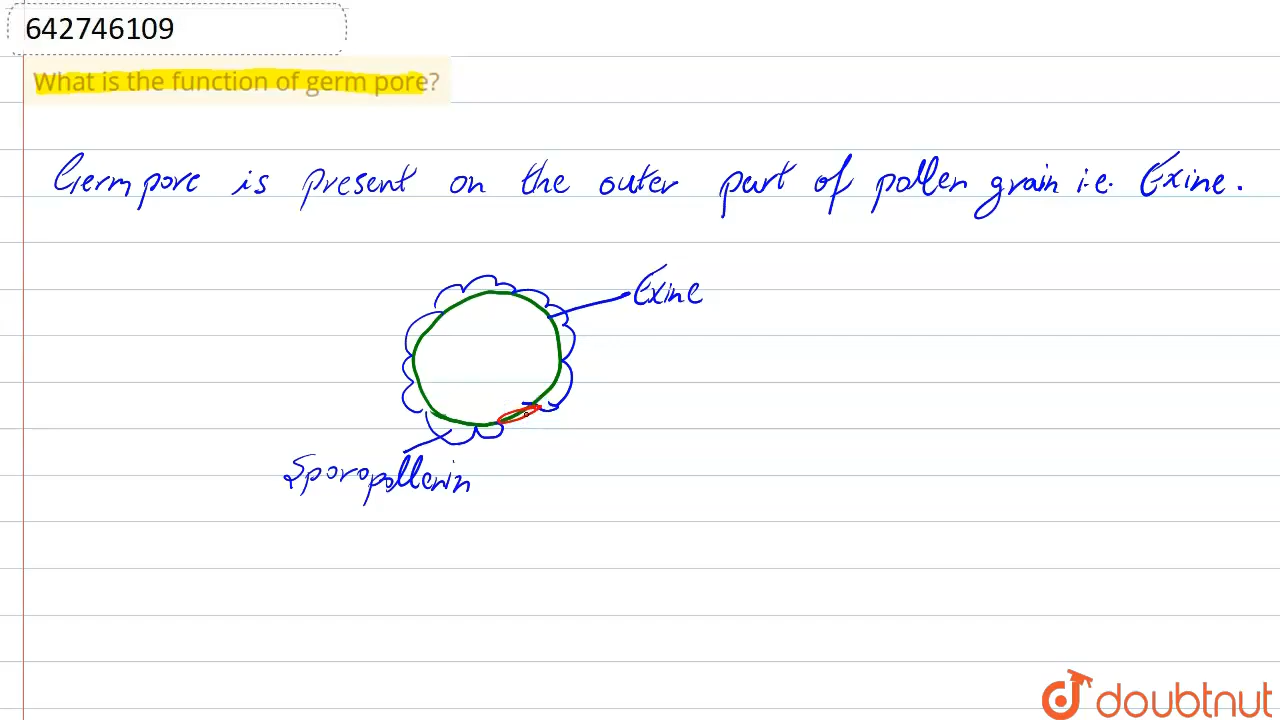 642746109
What is the function of germ pore?
Germ pore is present on the outer part of pollen grain i.e. Exine.
Exine
Sporopollenin
doubtnut